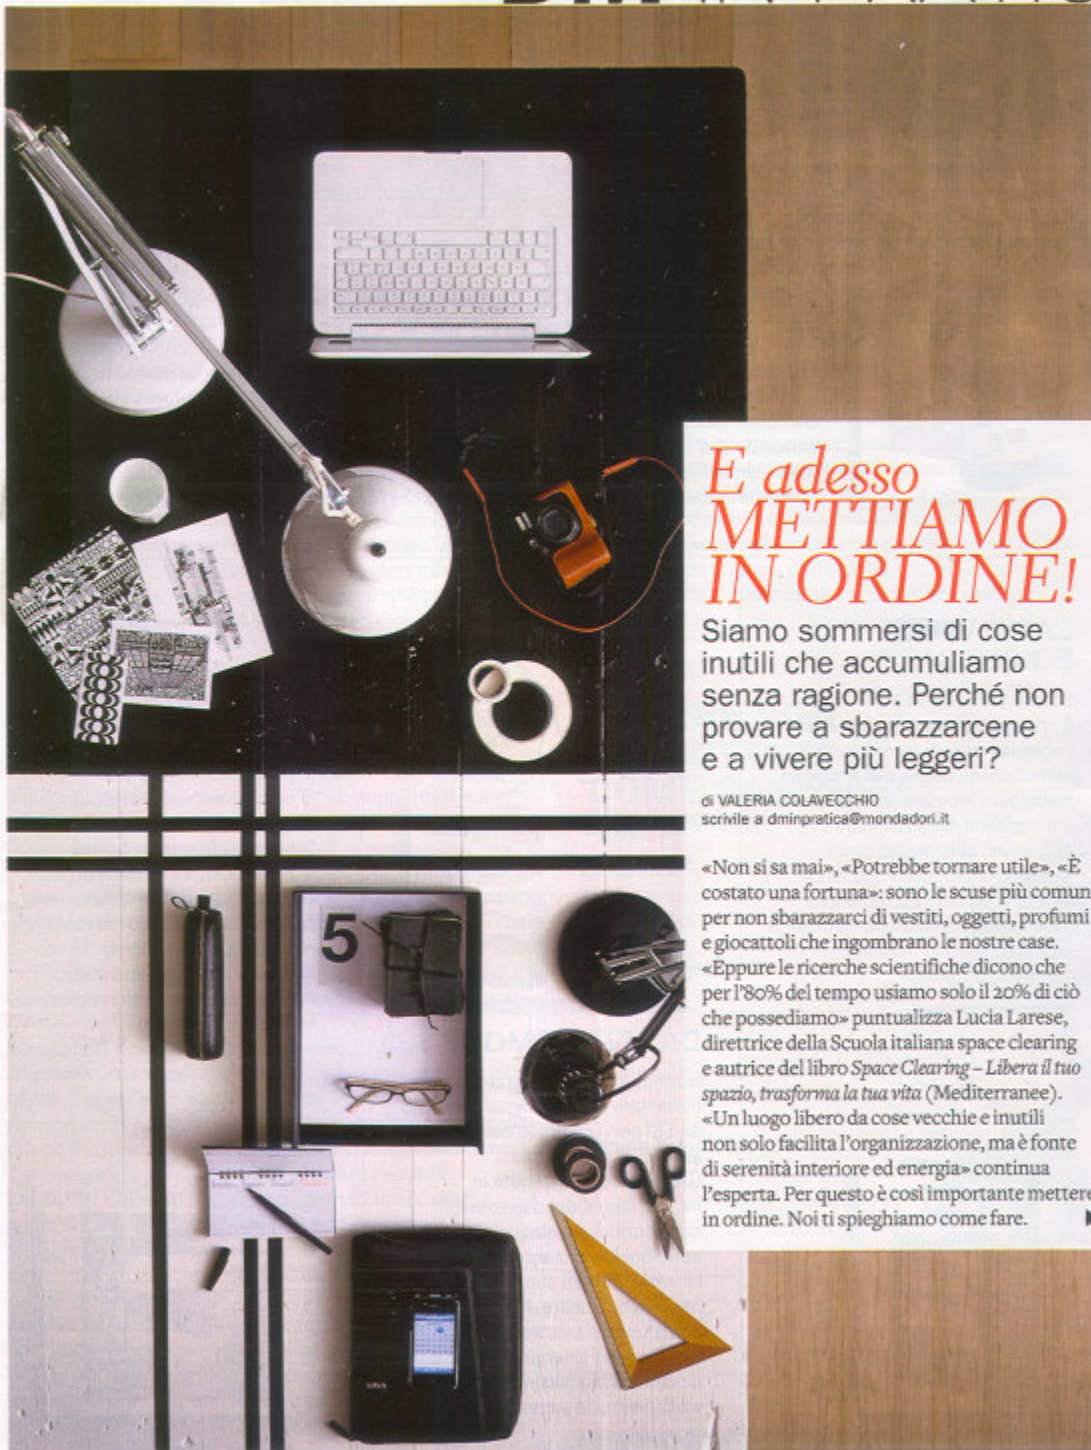 E adesso
METTIAMO
IN ORDINE!
Siamo sommersi di cose
inutili che accumuliamo
senza ragione. Perché non
provare a sbarazzarcene
e a vivere più leggeri?
di VALERIA COLAVECCHIO
scrivile a dminpratica@mondadori.it
«Non si sa mai», «Potrebbe tornare utile», «È
costato una fortuna»: sono le scuse più comun
per non sbarazzarci di vestiti, oggetti, profumi
e giocattoli che ingombrano le nostre case.
«Eppure le ricerche scientifiche dicono che
per l'80% del tempo usiamo solo il 20% di ciò
che possediamo» puntualizza Lucia Larese,
direttrice della Scuola italiana space clearing
e autrice del libro Space Clearing – Libera il tuo
spazio, trasforma la tua vita (Mediterranee).
«Un luogo libero da cose vecchie e inutili
non solo facilita l'organizzazione, ma è fonte
di serenità interiore ed energia» continua
l'esperta. Per questo è così importante mettere
in ordine. Noi ti spieghiamo come fare.
5